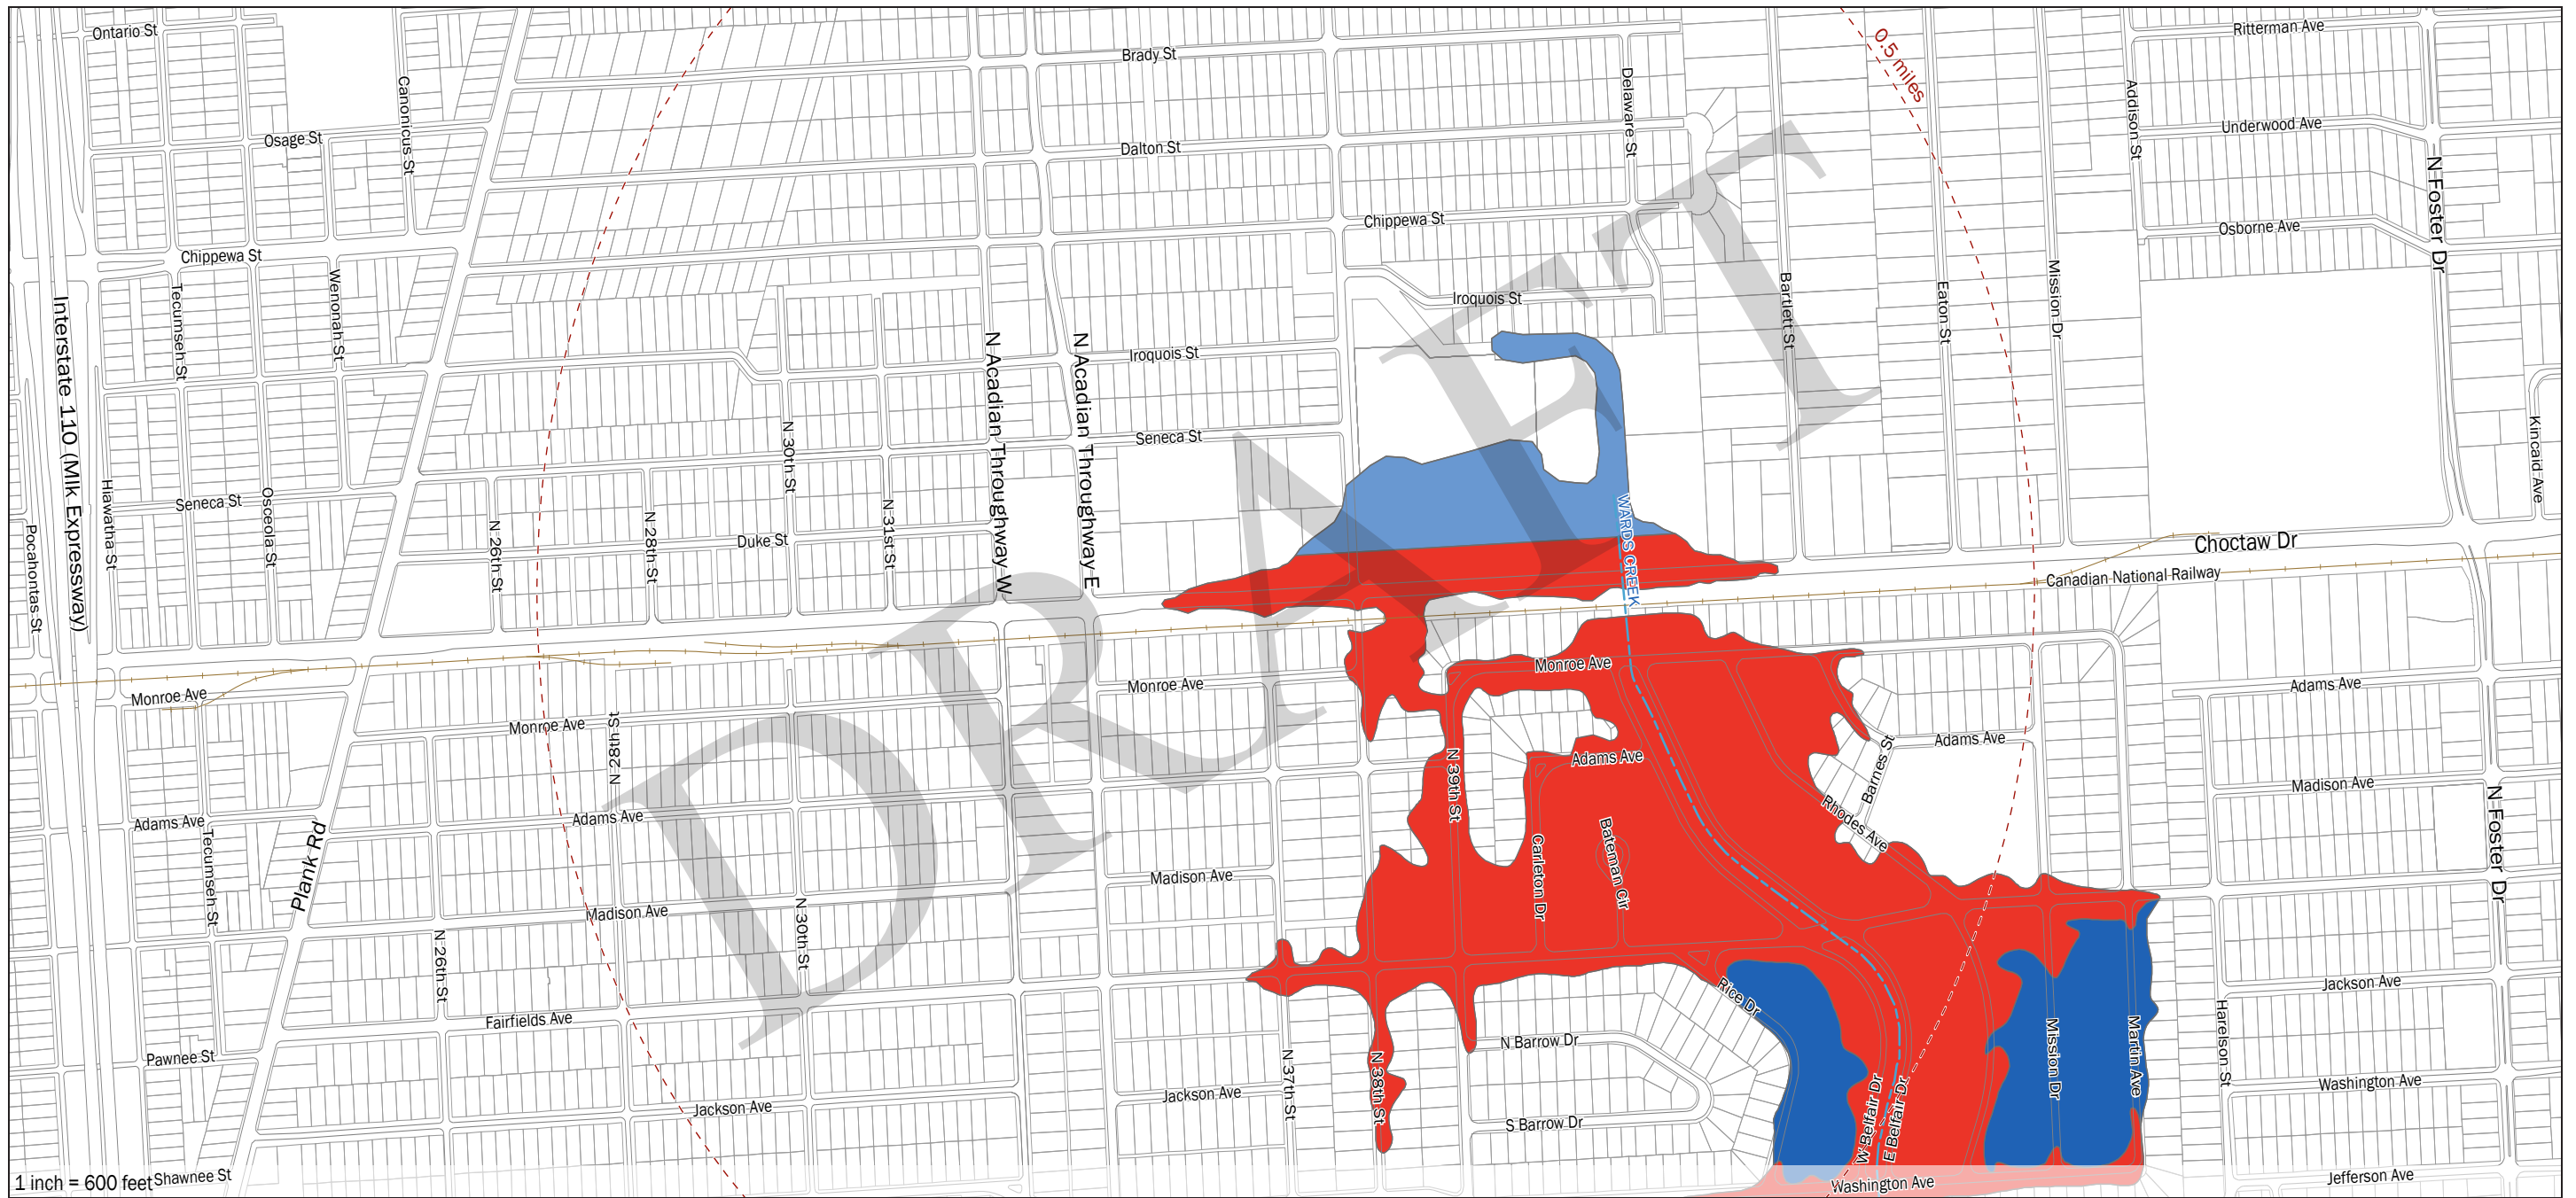 Ontario St
Brady St
0.5 miles
Ritterman Ave
Canonicus St
Delaware St
Addison St
Osage St
Dalton St
Underwood Ave
N Foster Dr
Chippewa St
Chippewa St
Osborne Ave
Tecumseh St
Wenonah St
Iroquois St
Bartlett St
Eaton St
Mission Dr
Interstate 110 (Mlk Expressway)
N Acadian Throughway W
N Acadian Throughway E
Iroquois St
Kincaid Ave
N 30th St
Seneca St
Hiawatha St
Seneca St
Osceola St
Pocahontas St
N 26th St
N 28th St
Duke St
N 31st St
WARDS CREEK
Choctaw Dr
Canadian National Railway
DRAFT
Monroe Ave
Monroe Ave
Monroe Ave
Monroe Ave
Adams Ave
N 28th St
N 39th St
Adams Ave
Barnes St
Adams Ave
Madison Ave
N Foster Dr
Adams Ave
Tecumseh St
Plank Rd
Adams Ave
Carleton Dr
Bateman Cir
Rhodes Ave
Madison Ave
Madison Ave
N 26th St
N 30th St
Rice Dr
Jackson Ave
Fairfields Ave
Pawnee St
N Barrow Dr
Mission Dr
Martin Ave
Harelson St
N 37th St
N 38th St
W Belfair Dr
E Belfair Dr
Washington Ave
Jackson Ave
Jackson Ave
S Barrow Dr
1 inch = 600 feet
Shawnee St
Washington Ave
Jefferson Ave